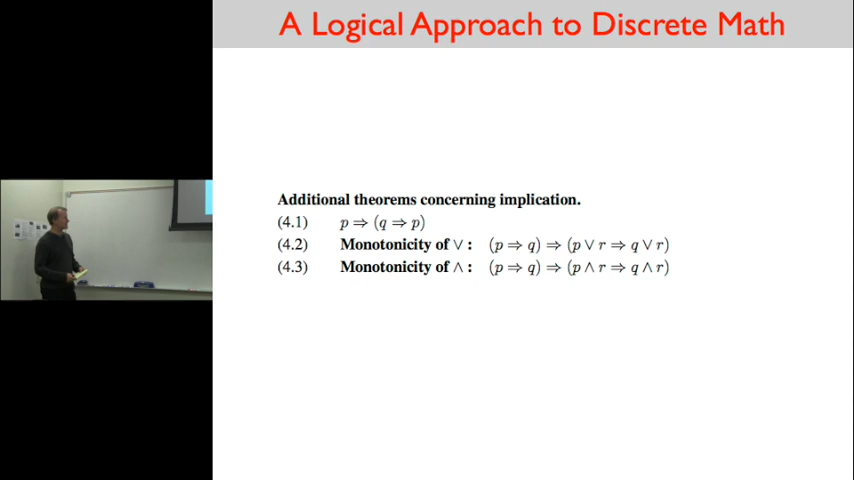 A Logical Approach to Discrete Math
Additional theorems concerning implication.
(4.1) p ⇒ (q ⇒ p)
(4.2) Monotonicity of ∨ : (p ⇒ q) ⇒ (p ∨ r ⇒ q ∨ r)
(4.3) Monotonicity of ∧ : (p ⇒ q) ⇒ (p ∧ r ⇒ q ∧ r)